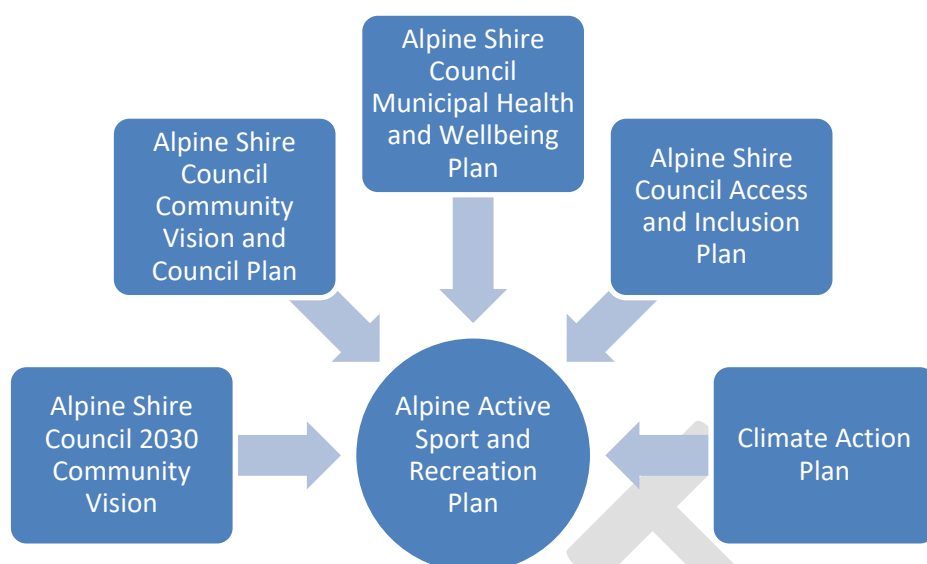 Alpine Shire
Council
Municipal Health
and Wellbeing
Plan
Alpine Shire
Council
Community
Vision and
Council Plan
Alpine Shire
Council Access
and Inclusion
Plan
Alpine Shire
Council 2030
Community
Vision
Alpine Active
Sport and
Recreation
Plan
Climate Action
Plan